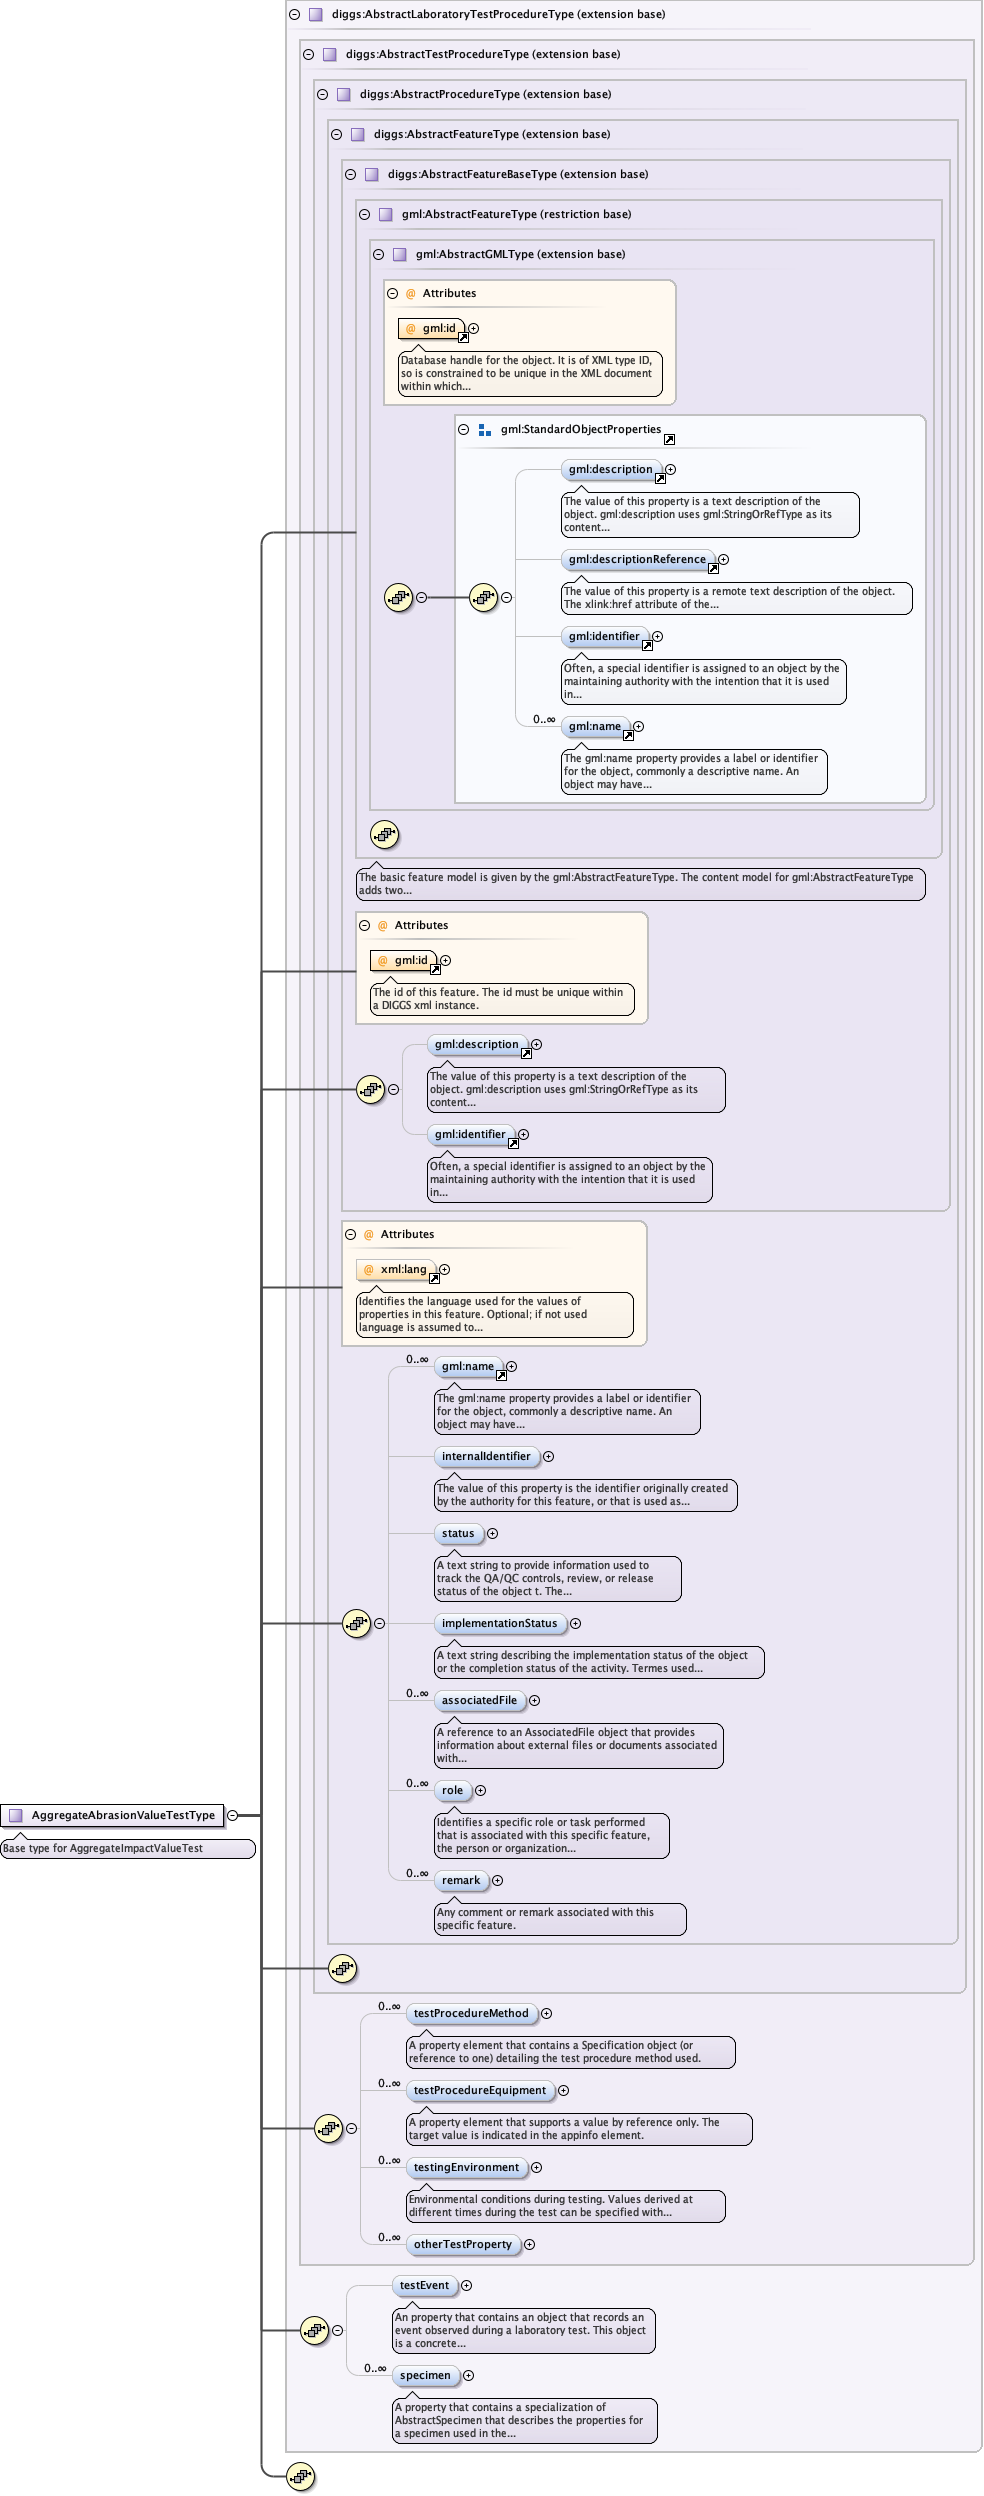 diggs:AbstractLaboratoryTestProcedureType (extension base)
diggs:AbstractTestProcedureType (extension base)
diggs:AbstractProcedureType (extension base)
diggs:AbstractFeatureType (extension base)
diggs:AbstractFeatureBaseType (extension base)
gml:AbstractFeatureType (restriction base)
gml:AbstractGMLType (extension base)
@ Attributes
@ gml:id
Database handle for the object. It is of XML type ID,
so is constrained to be unique in the XML document
within which...
gml:StandardObjectProperties
gml:description
The value of this property is a text description of the
object. gml:description uses gml:StringOrRefType as its
content...
gml:descriptionReference
The value of this property is a remote text description of the object.
The xlink:href attribute of the...
gml:identifier
Often, a special identifier is assigned to an object by the
maintaining authority with the intention that it is used
in...
0..∞
gml:name
The gml:name property provides a label or identifier
for the object, commonly a descriptive name. An
object may have...
The basic feature model is given by the gml:AbstractFeatureType. The content model for gml:AbstractFeatureType
adds two...
@ Attributes
@ gml:id
The id of this feature. The id must be unique within
a DIGGS xml instance.
gml:description
The value of this property is a text description of the
object. gml:description uses gml:StringOrRefType as its
content...
gml:identifier
Often, a special identifier is assigned to an object by the
maintaining authority with the intention that it is used
in...
@ Attributes
@ xml:lang
Identifies the language used for the values of
properties in this feature. Optional; if not used
language is assumed to...
0..∞
gml:name
The gml:name property provides a label or identifier
for the object, commonly a descriptive name. An
object may have...
internalIdentifier
The value of this property is the identifier originally created
by the authority for this feature, or that is used as...
status
A text string to provide information used to
track the QA/QC controls, review, or release
status of the object t. The...
implementationStatus
A text string describing the implementation status of the object
or the completion status of the activity. Termes used...
0..∞
associatedFile
A reference to an AssociatedFile object that provides
information about external files or documents associated
with...
0..∞
role
Identifies a specific role or task performed
that is associated with this specific feature,
the person or organization...
AggregateAbrasionValueTestType
Base type for AggregateImpactValueTest
0..∞
remark
Any comment or remark associated with this
specific feature.
0..∞
testProcedureMethod
A property element that contains a Specification object (or
reference to one) detailing the test procedure method used.
0..∞
testProcedureEquipment
A property element that supports a value by reference only. The
target value is indicated in the appinfo element.
0..∞
testingEnvironment
Environmental conditions during testing. Values derived at
different times during the test can be specified with...
0..∞
otherTestProperty
testEvent
An property that contains an object that records an
event observed during a laboratory test. This object
is a concrete...
0..∞
specimen
A property that contains a specialization of
AbstractSpecimen that describes the properties for
a specimen used in the...